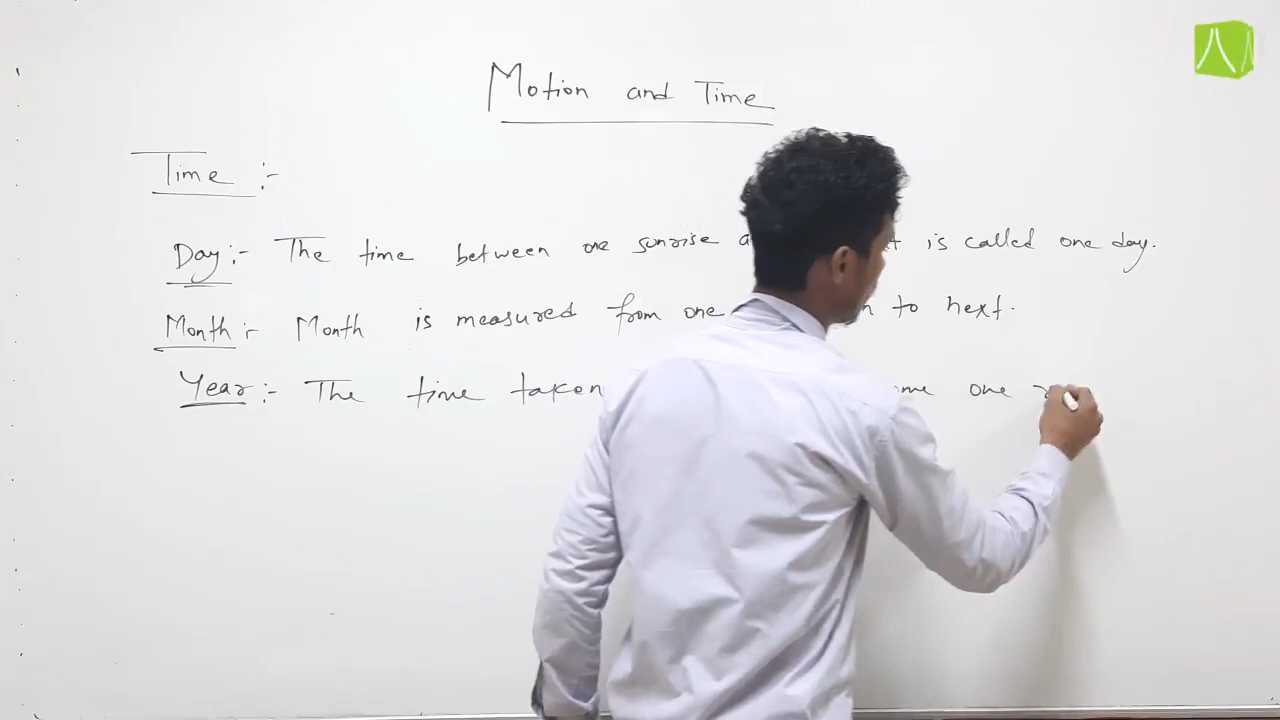 Motion and Time
Time :-
Day :- The time between one sunrise is called one day.
Month :- Month is measured from one to next.
Year :- The time taken one